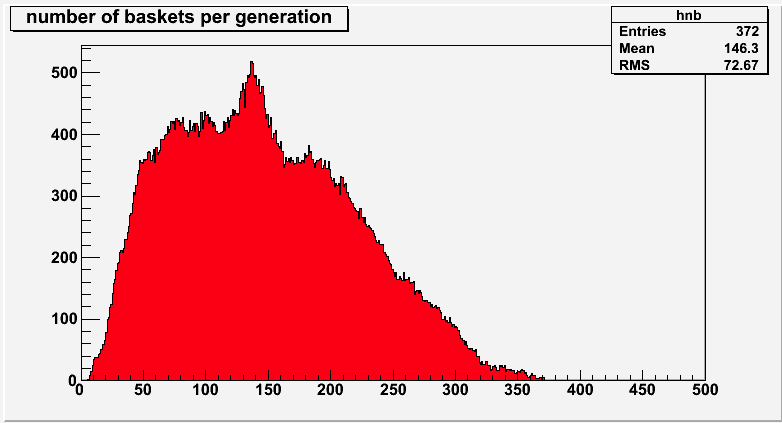 number of baskets per generation
hnb
Entries 372
Mean 146.3
RMS 72.67
500
400
300
200
100
0
0 50 100 150 200 250 300 350 400 450 500